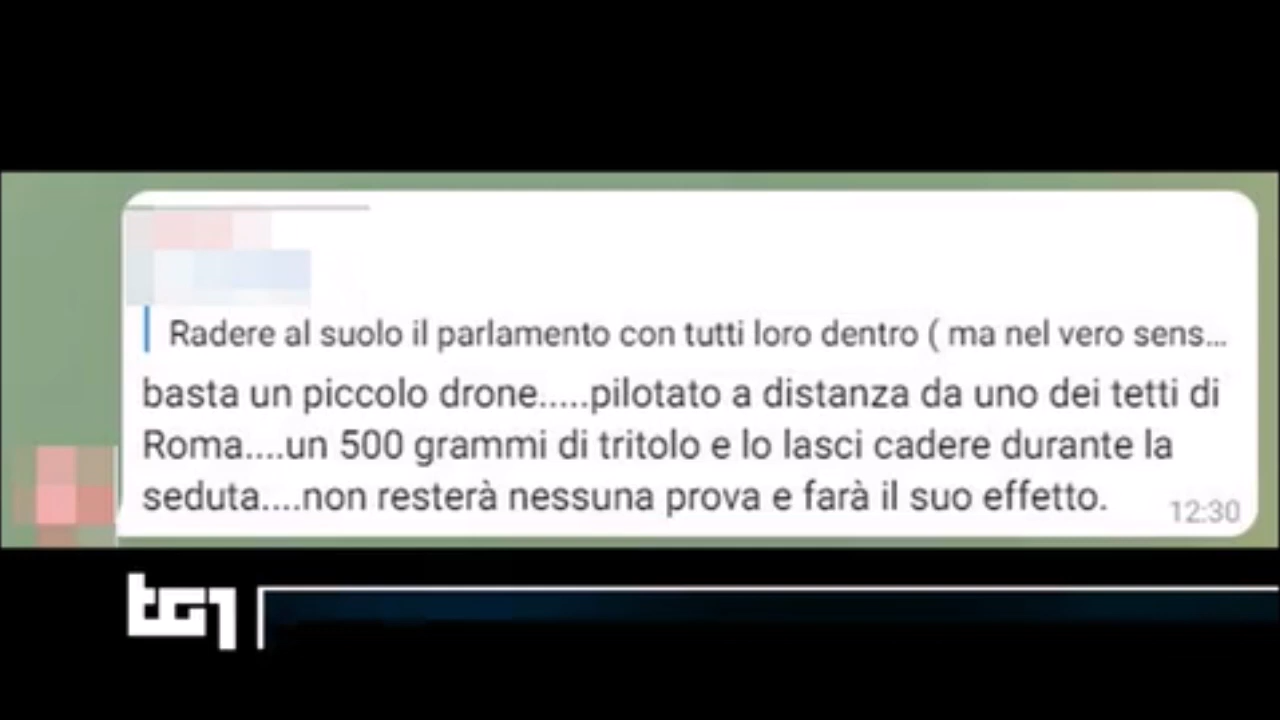 Radere al suolo il parlamento con tutti loro dentro ( ma nel vero sens...
basta un piccolo drone.....pilotato a distanza da uno dei tetti di
Roma....un 500 grammi di tritolo e lo lasci cadere durante la
seduta....non resterà nessuna prova e farà il suo effetto.
12:30
tg1